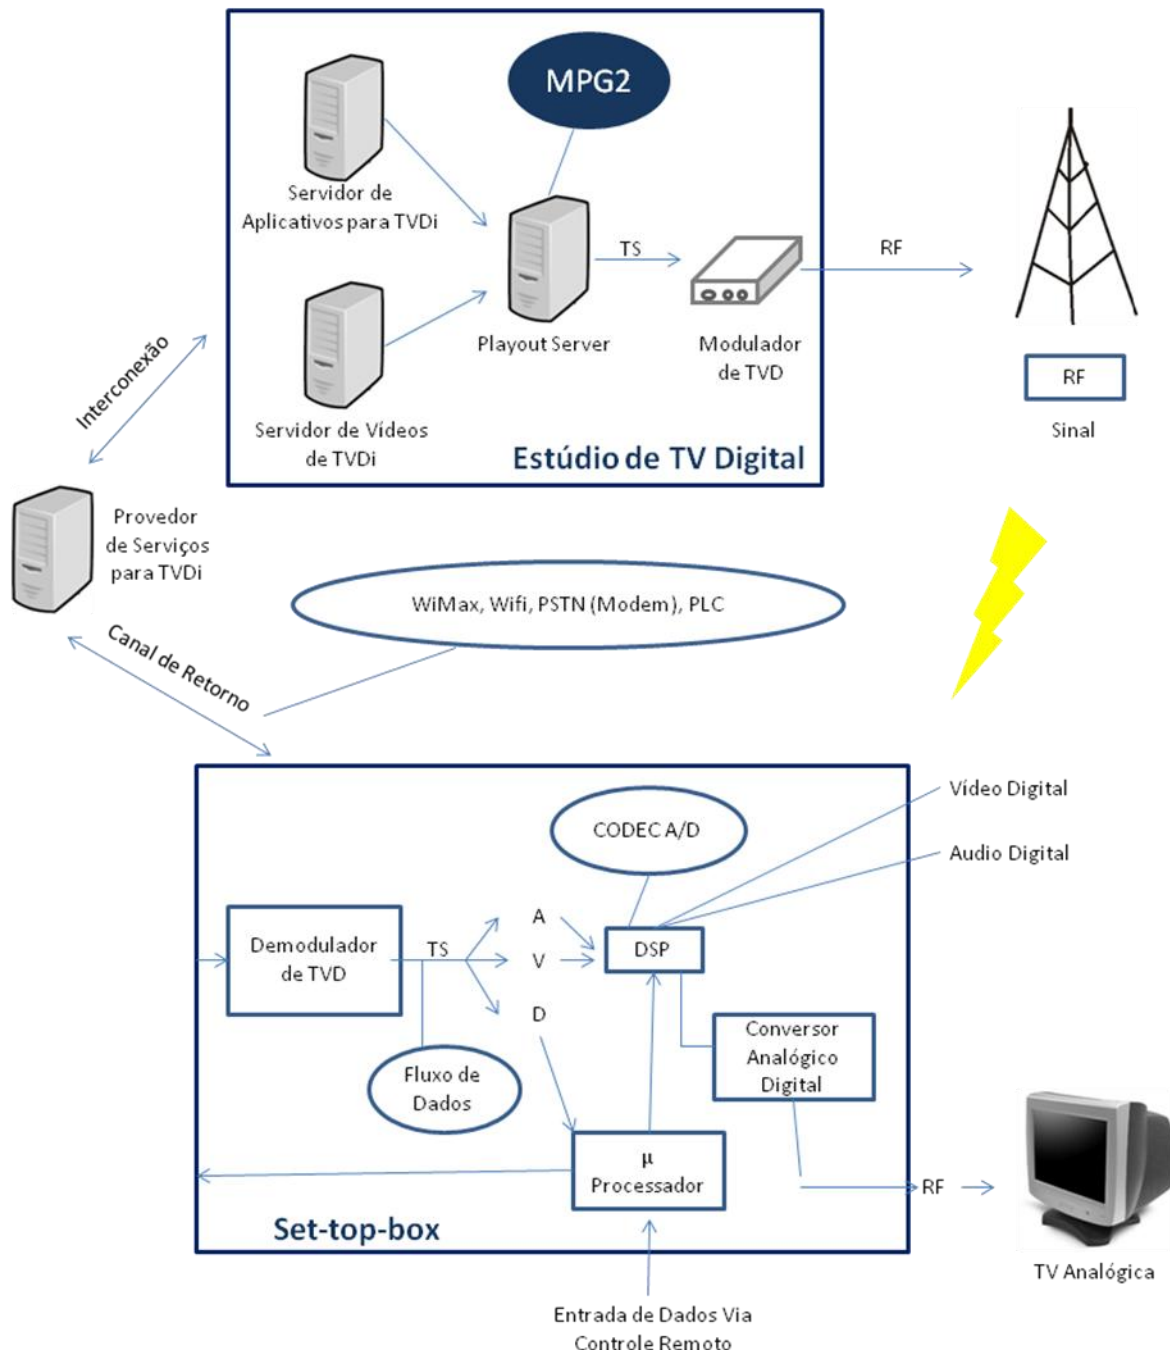 MPG2
Servidor de
Aplicativos para TVDi
TS
RF
Playout Server
Modulador
de TVD
Servidor de Vídeos
de TVDi
Estúdio de TV Digital
RF
Sinal
Interconexão
Provedor
de Serviços
para TVDi
WiMax, Wifi, PSTN (Modem), PLC
Canal de Retorno
Vídeo Digital
CODEC A/D
Audio Digital
Demodulador
de TVD
TS
A
V
D
DSP
Fluxo de
Dados
Conversor
Analógico
Digital
μ
Processador
RF
Set-top-box
TV Analógica
Entrada de Dados Via
Controle Remoto